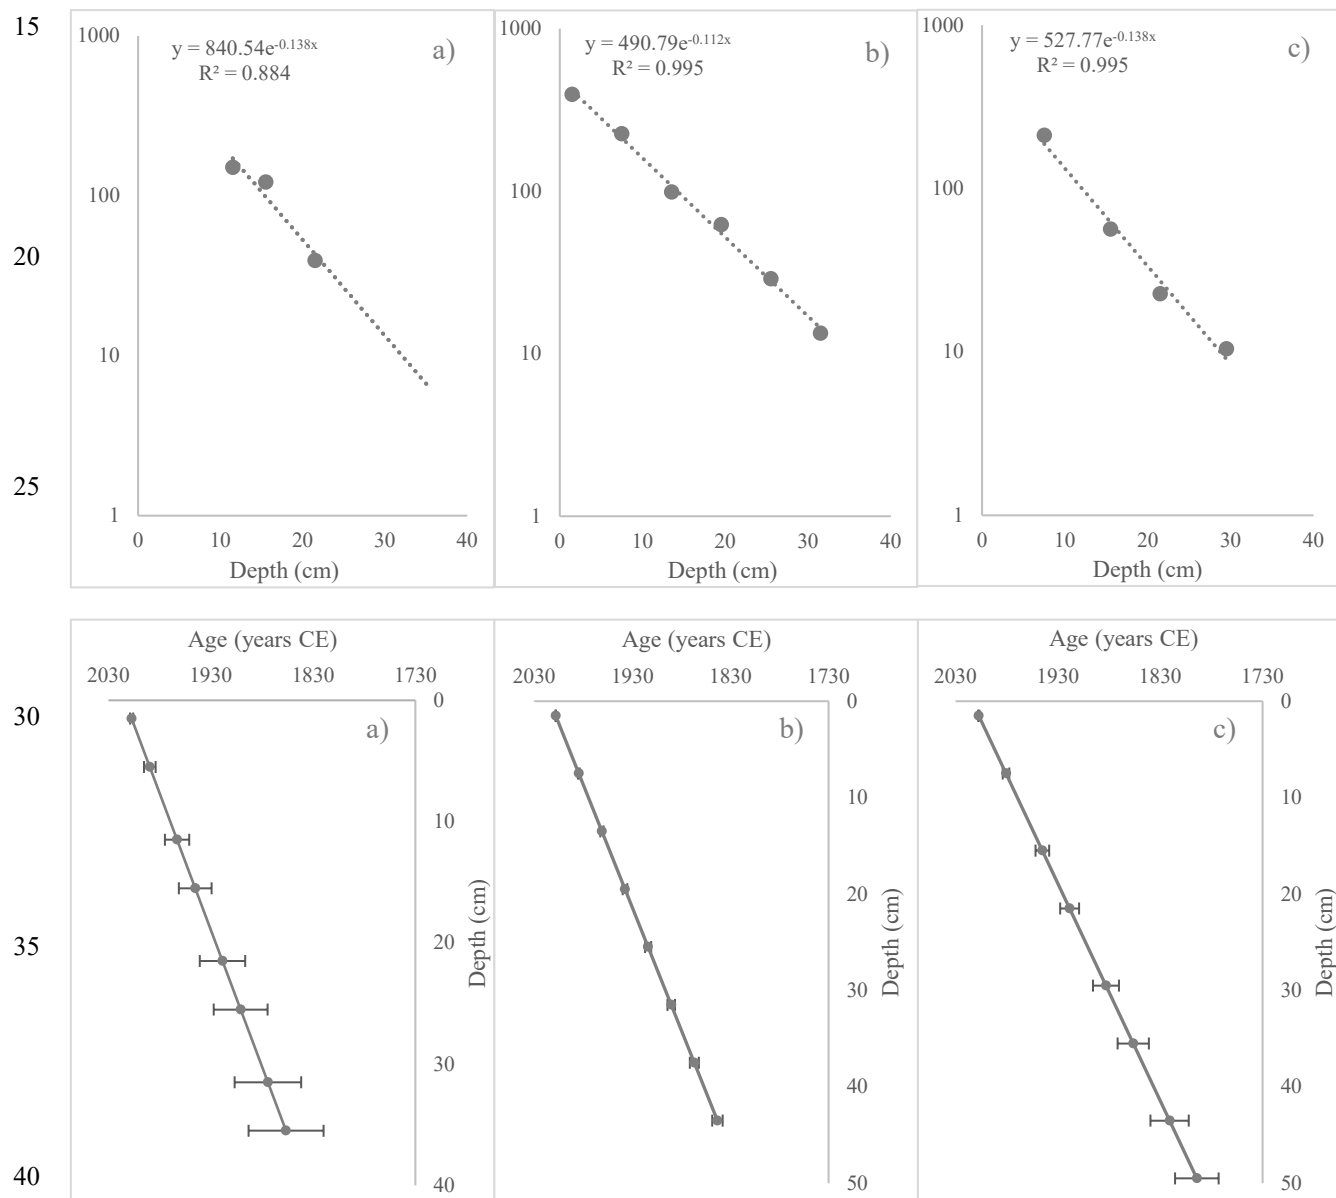 15
1000
y = 840.54e^-0.138x
R² = 0.884
a)
100
10
1
0 10 20 30 40
Depth (cm)
1000
y = 490.79e^-0.112x
R² = 0.995
b)
100
10
1
0 10 20 30 40
Depth (cm)
1000
y = 527.77e^-0.138x
R² = 0.995
c)
100
10
1
0 10 20 30 40
Depth (cm)
20
25
Age (years CE)
2030 1930 1830 1730
a)
0
10
20
30
40
Depth (cm)
Age (years CE)
2030 1930 1830 1730
b)
0
10
20
30
40
50
Depth (cm)
Age (years CE)
2030 1930 1830 1730
c)
0
10
20
30
40
50
Depth (cm)
30
35
40